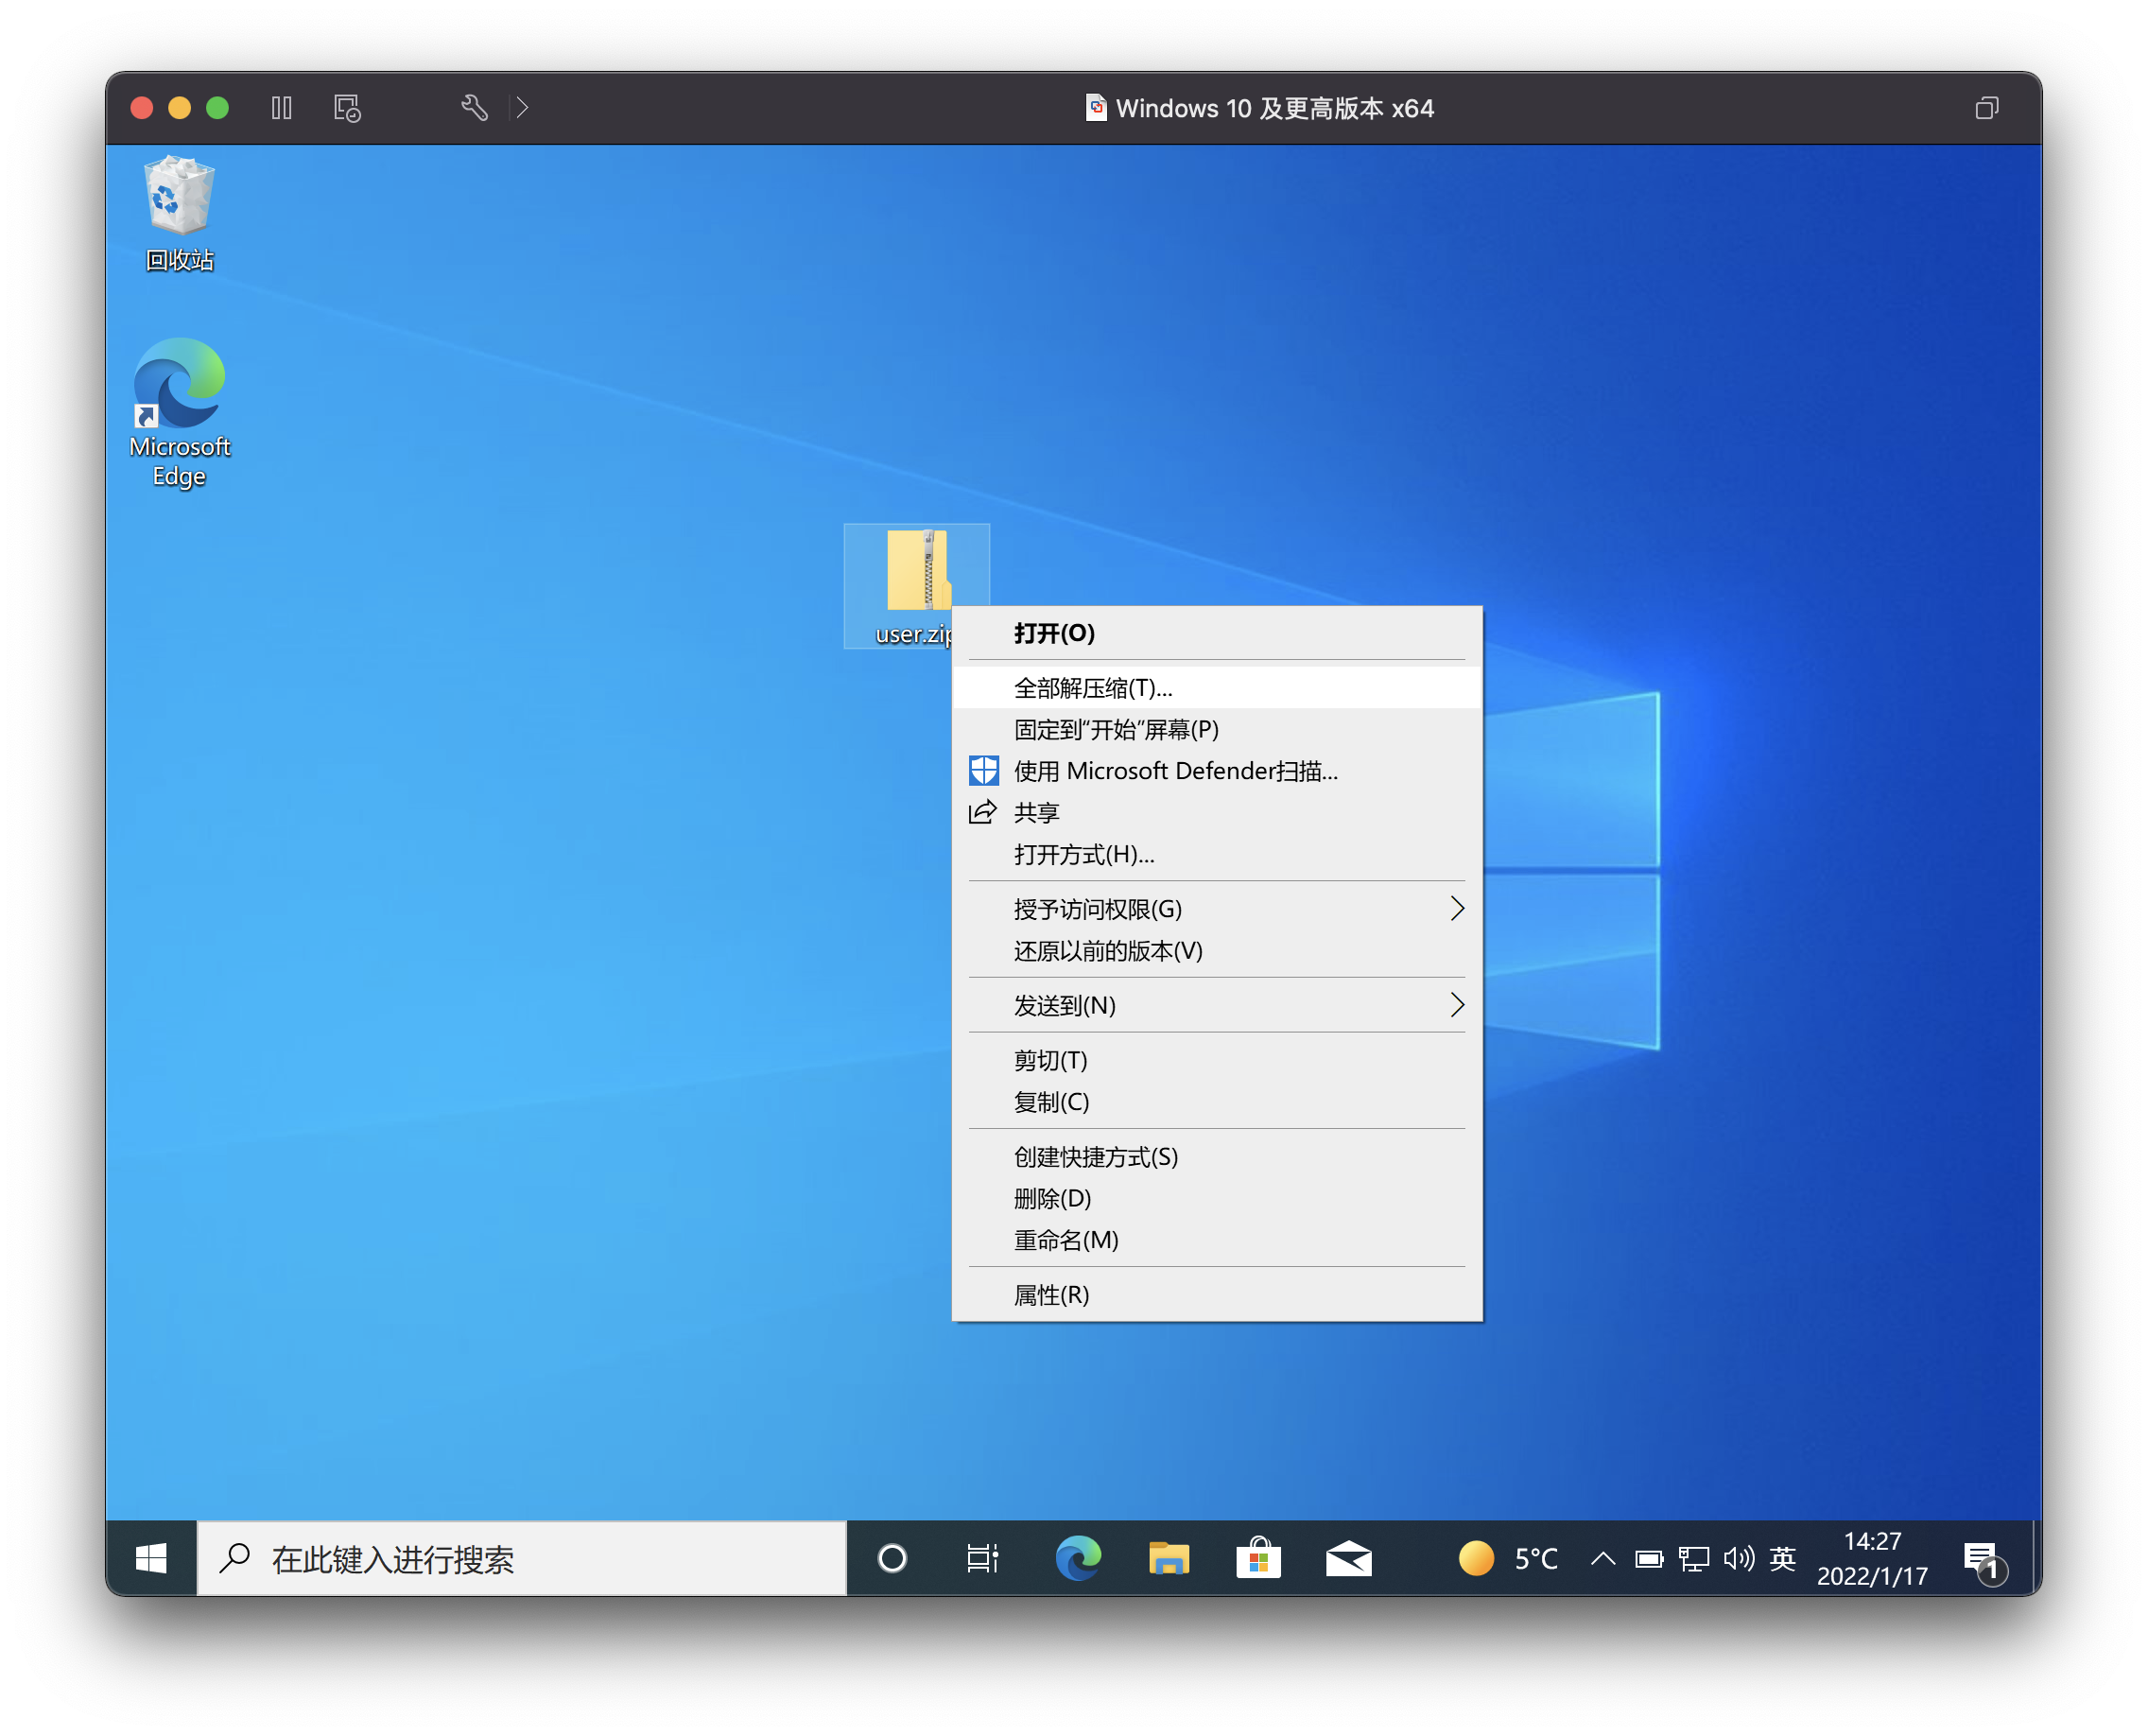 Windows 10 及更高版本 x64
回收站
Microsoft
Edge
user.zip
打开(O)
全部解压缩(T)...
固定到“开始”屏幕(P)
使用 Microsoft Defender扫描...
共享
打开方式(H)...
授予访问权限(G)
还原以前的版本(V)
发送到(N)
剪切(T)
复制(C)
创建快捷方式(S)
删除(D)
重命名(M)
属性(R)
在此键入进行搜索
5°C
英
14:27
2022/1/17
1